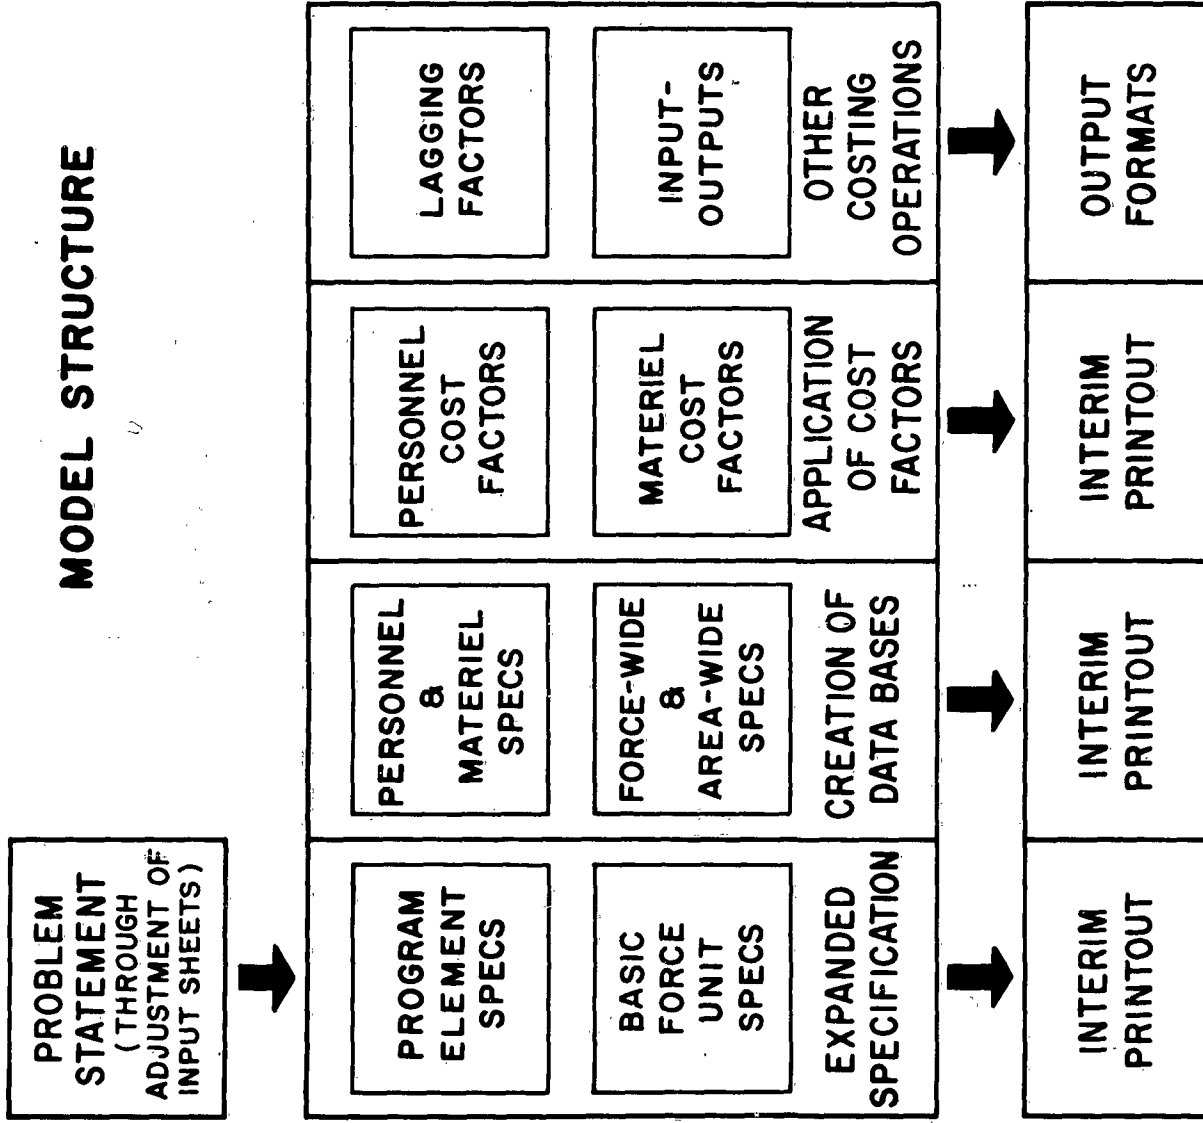 MODEL STRUCTURE
PROBLEM
STATEMENT
(THROUGH
ADJUSTMENT OF
INPUT SHEETS)
PROGRAM
ELEMENT
SPECS
BASIC
FORCE
UNIT
SPECS
EXPANDED
SPECIFICATION
PERSONNEL
&
MATERIEL
SPECS
FORCE-WIDE
&
AREA-WIDE
SPECS
CREATION OF
DATA BASES
PERSONNEL
COST
FACTORS
MATERIEL
COST
FACTORS
APPLICATION
OF COST
FACTORS
LAGGING
FACTORS
INPUT-
OUTPUTS
OTHER
COSTING
OPERATIONS
INTERIM
PRINTOUT
INTERIM
PRINTOUT
INTERIM
PRINTOUT
OUTPUT
FORMATS